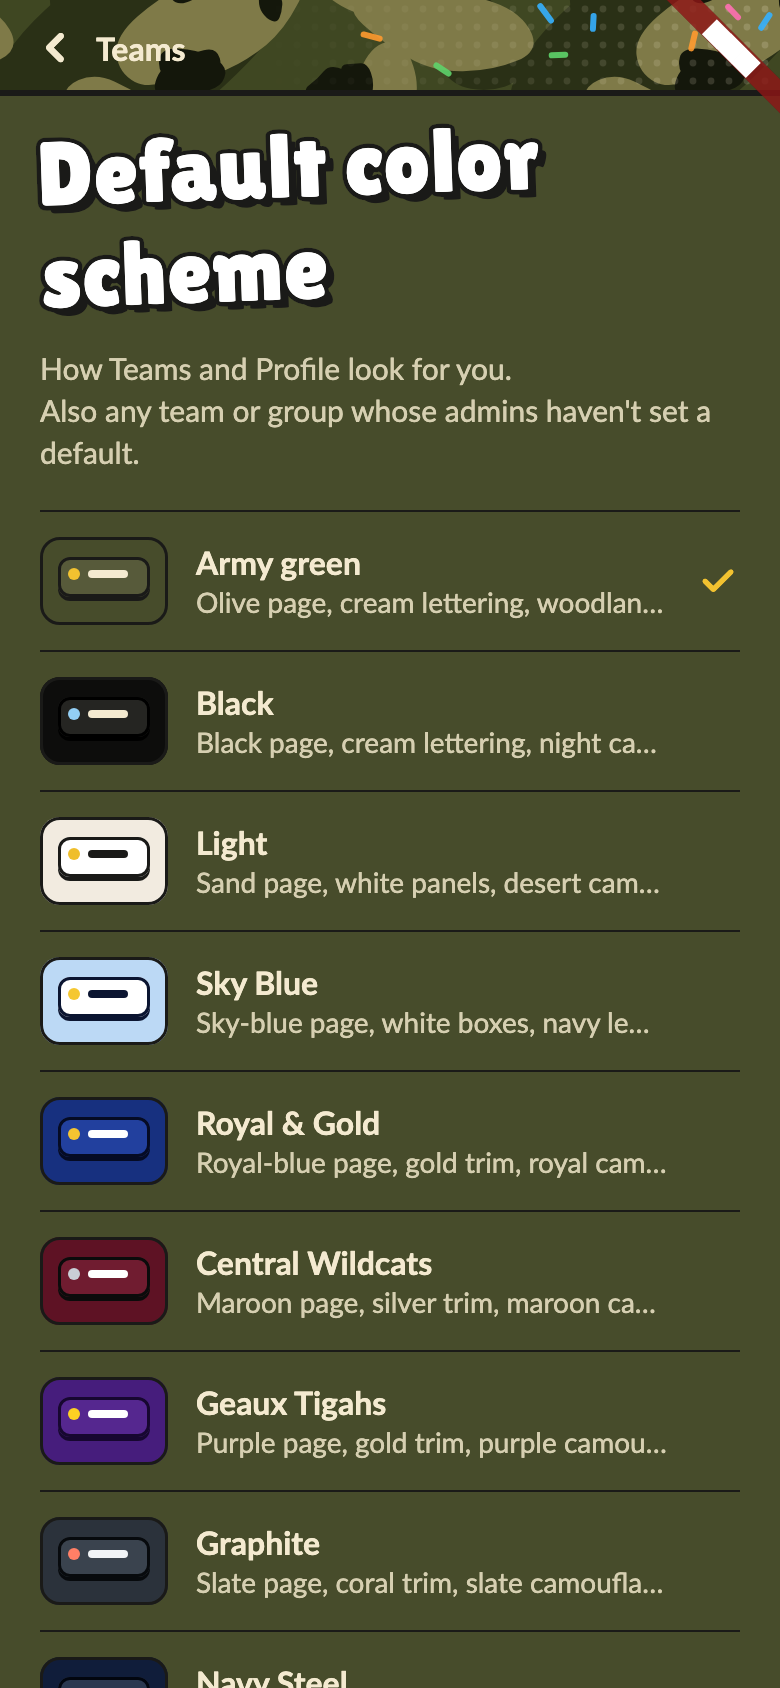 Teams
Default color
scheme
How Teams and Profile look for you.
Also any team or group whose admins haven't set a
default.
Army green
Olive page, cream lettering, woodlan...
Black
Black page, cream lettering, night ca...
Light
Sand page, white panels, desert cam...
Sky Blue
Sky-blue page, white boxes, navy le...
Royal & Gold
Royal-blue page, gold trim, royal cam...
Central Wildcats
Maroon page, silver trim, maroon ca...
Geaux Tigahs
Purple page, gold trim, purple camou...
Graphite
Slate page, coral trim, slate camoufla...
Navy Steel